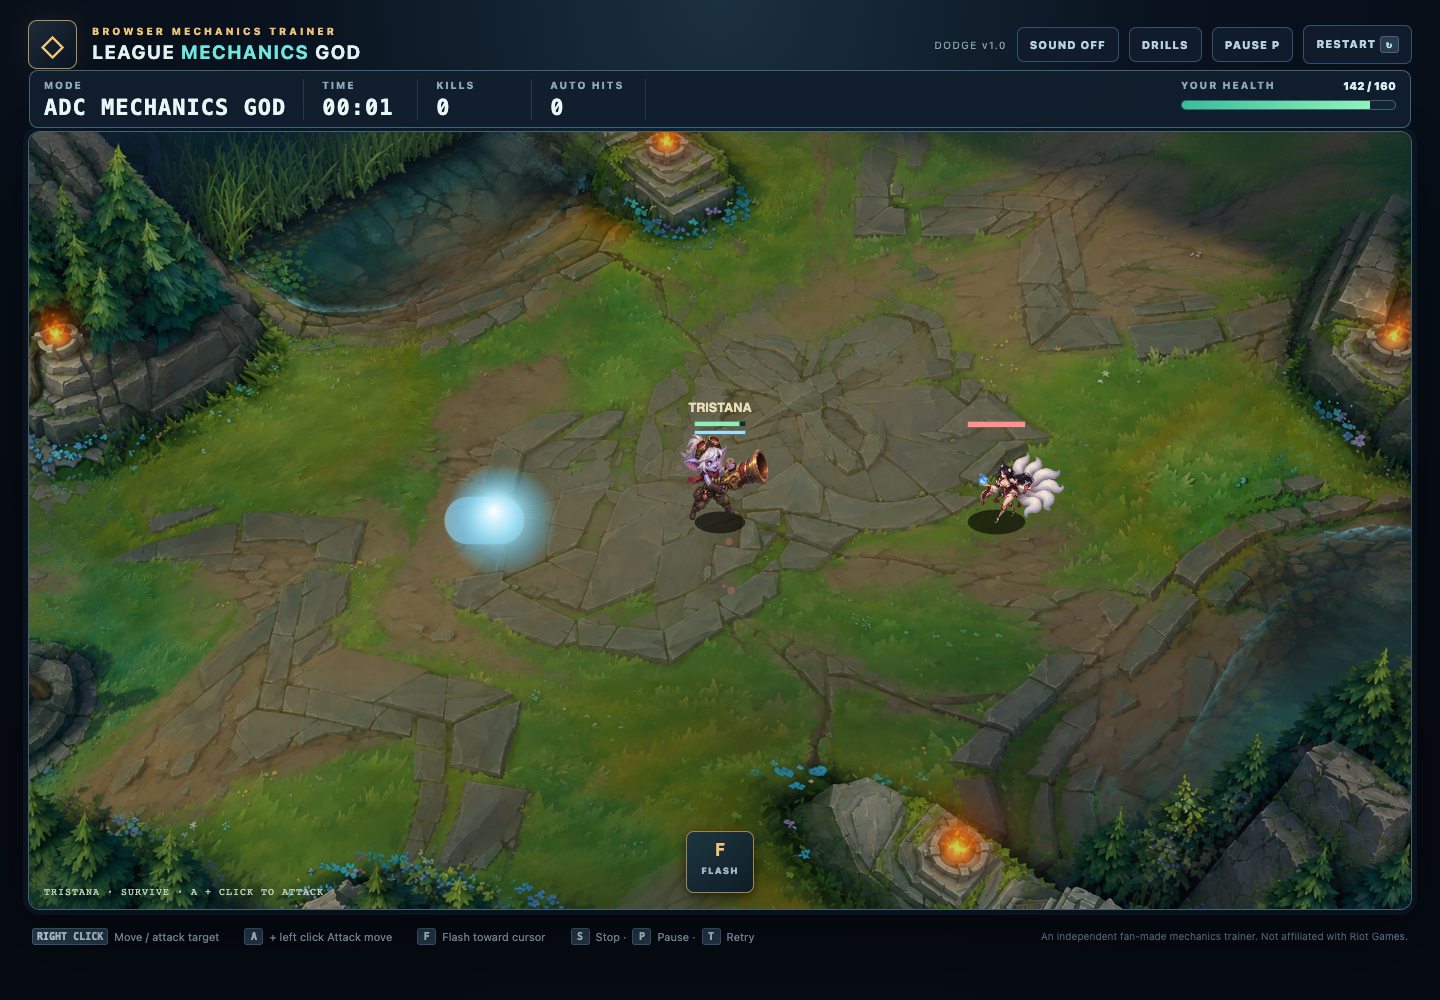 BROWSER MECHANICS TRAINER
LEAGUE MECHANICS GOD
DODGE v1.0
SOUND OFF
DRILLS
PAUSE P
RESTART ↻
MODE
ADC MECHANICS GOD
TIME
00:01
KILLS
0
AUTO HITS
0
YOUR HEALTH
142 / 160
TRISTANA
F
FLASH
TRISTANA · SURVIVE · A + CLICK TO ATTACK
RIGHT CLICK Move / attack target
A + left click Attack move
F Flash toward cursor
S Stop · P Pause · T Retry
An independent fan-made mechanics trainer. Not affiliated with Riot Games.